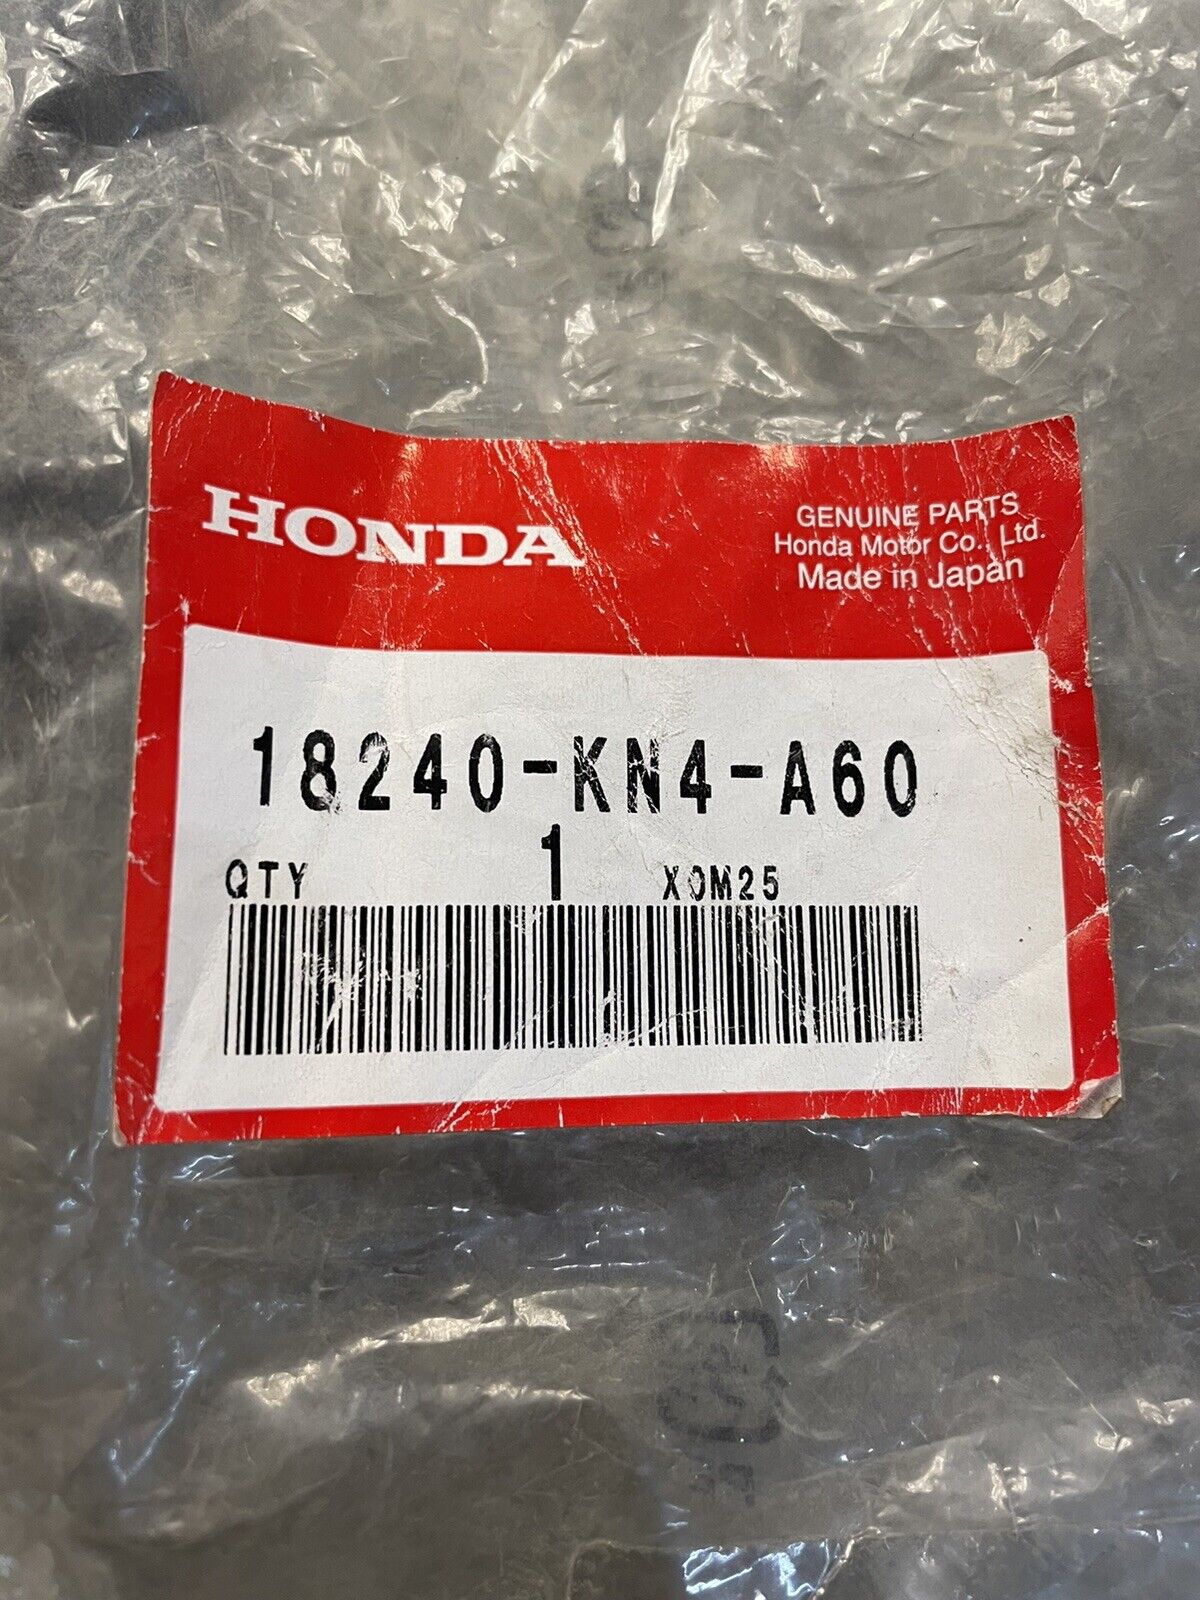 HONDA
GENUINE PARTS
Honda Motor Co., Ltd.
Made in Japan
18240-KN4-A60
QTY 1 X0M25